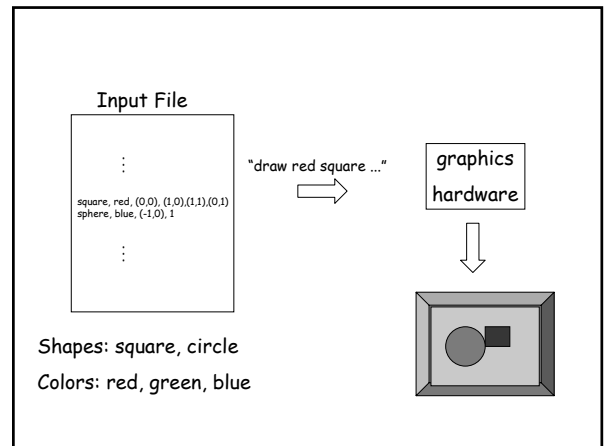 Input File
⋮
square, red, (0,0), (1,0),(1,1),(0,1)
sphere, blue, (-1,0), 1
⋮
"draw red square ..."
graphics
hardware
Shapes: square, circle
Colors: red, green, blue